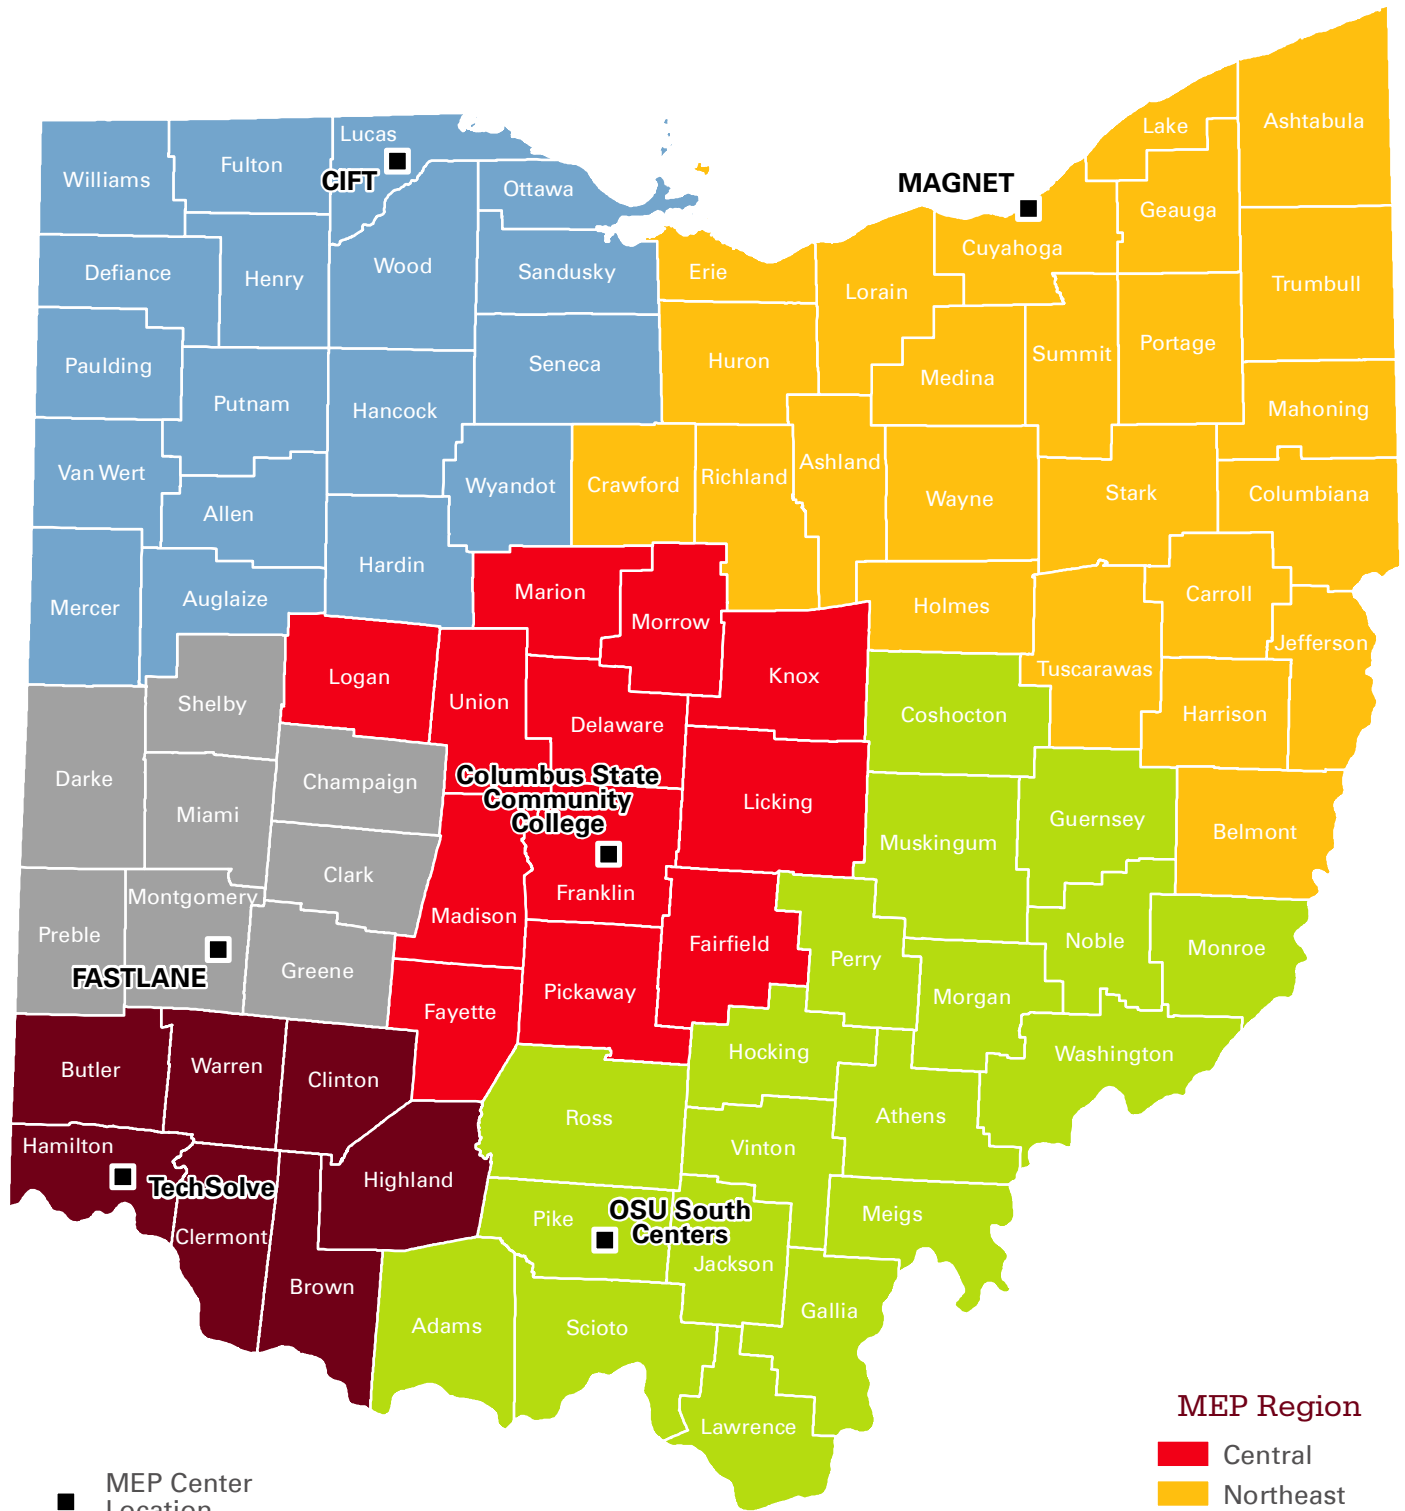 Lake
Ashtabula
Lucas
Fulton
CIFT
Williams
Ottawa
MAGNET
Geauga
Cuyahoga
Defiance
Henry
Wood
Sandusky
Erie
Lorain
Trumbull
Paulding
Seneca
Huron
Medina
Summit
Portage
Putnam
Hancock
Mahoning
Van Wert
Allen
Wyandot
Crawford
Richland
Ashland
Wayne
Stark
Columbiana
Mercer
Auglaize
Hardin
Marion
Morrow
Holmes
Carroll
Jefferson
Logan
Union
Knox
Tuscarawas
Shelby
Delaware
Coshocton
Harrison
Darke
Miami
Champaign
Columbus State
Community
College
Licking
Muskingum
Guernsey
Belmont
Clark
Franklin
Montgomery
Madison
Preble
Fairfield
Perry
Noble
Monroe
FASTLANE
Greene
Fayette
Pickaway
Morgan
Butler
Warren
Clinton
Hocking
Washington
Ross
Athens
Hamilton
Vinton
TechSolve
Highland
Pike
OSU South
Centers
Meigs
Clermont
Jackson
Brown
Gallia
Adams
Scioto
Lawrence
MEP Region
Central
Northeast
MEP Center
Location